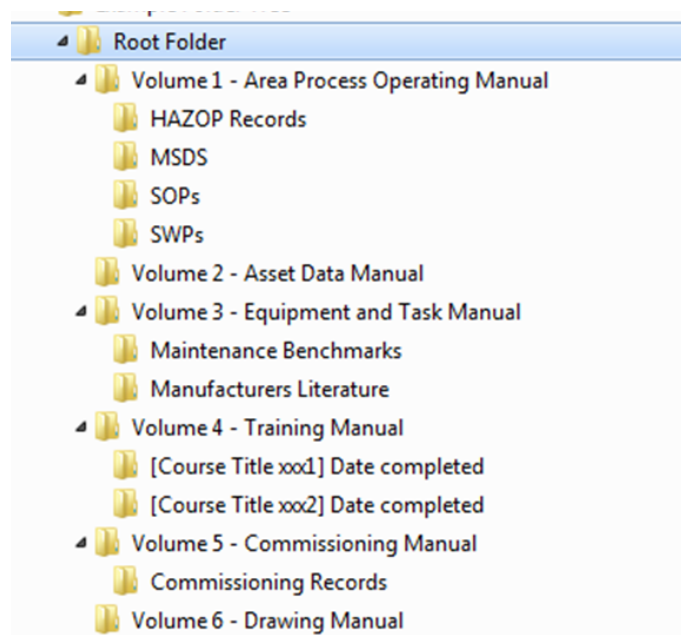 Root Folder
Volume 1 - Area Process Operating Manual
HAZOP Records
MSDS
SOPs
SWPs
Volume 2 - Asset Data Manual
Volume 3 - Equipment and Task Manual
Maintenance Benchmarks
Manufacturers Literature
Volume 4 - Training Manual
[Course Title xxx1] Date completed
[Course Title xxx2] Date completed
Volume 5 - Commissioning Manual
Commissioning Records
Volume 6 - Drawing Manual